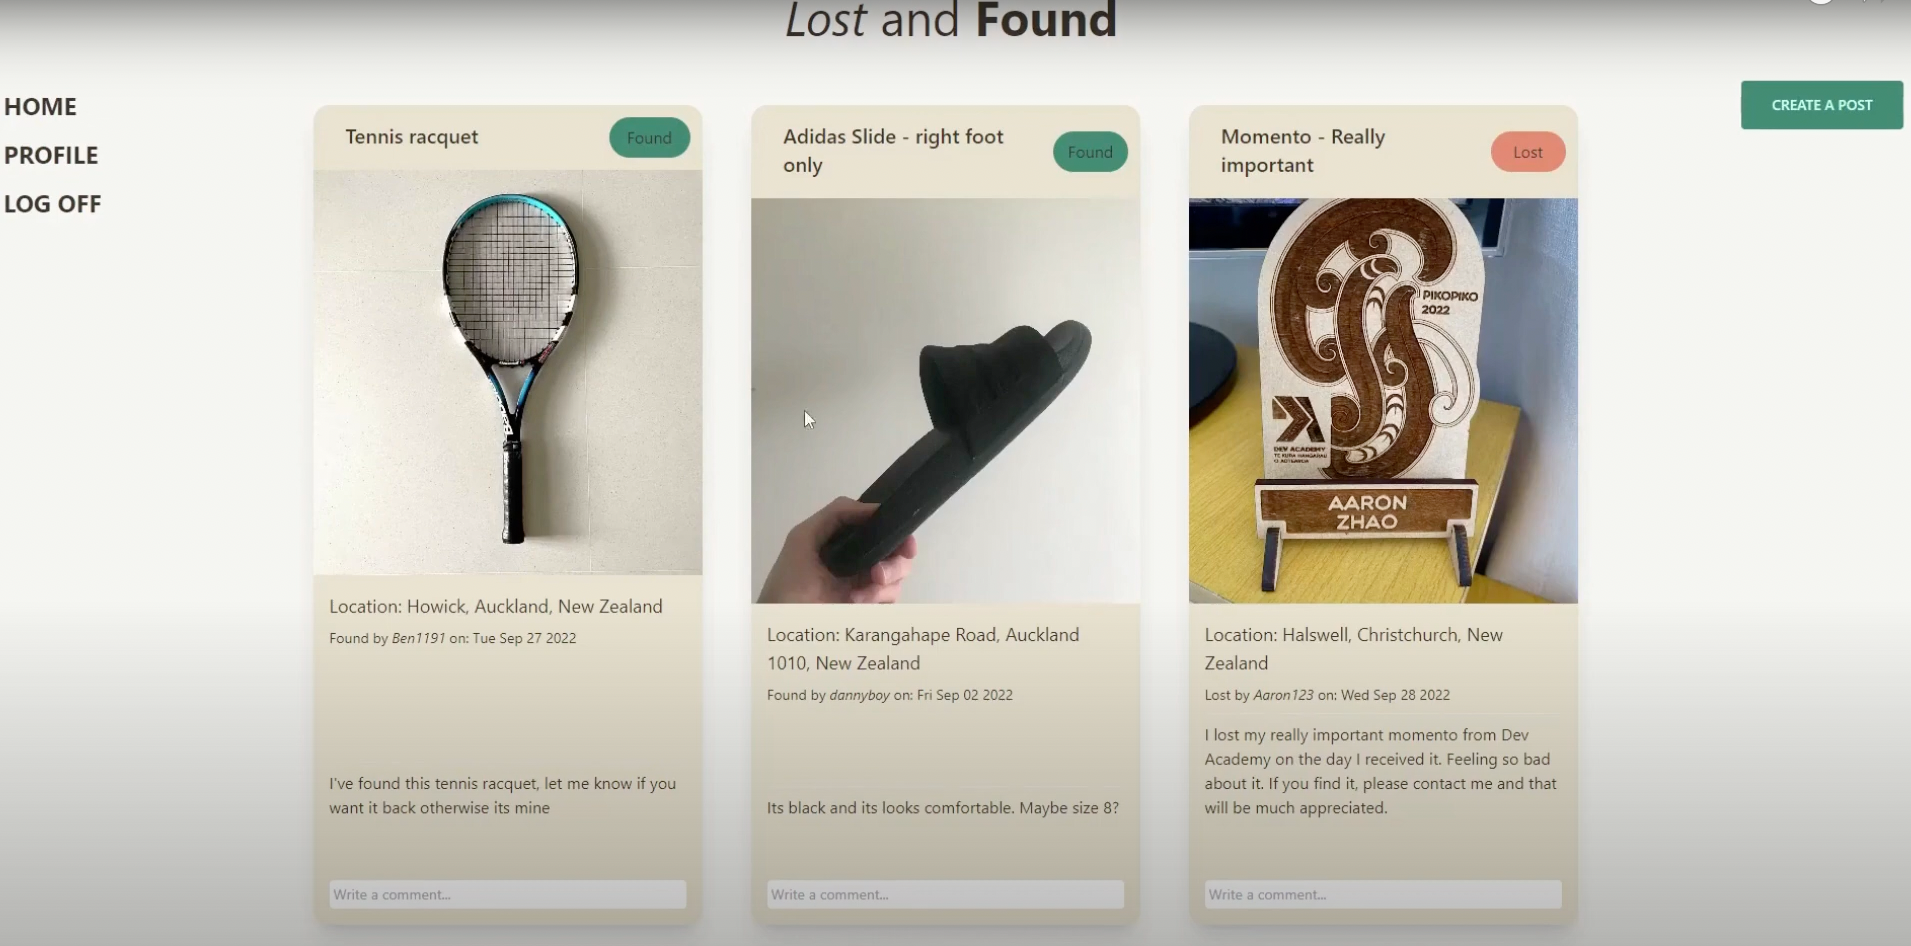 Lost and Found
HOME
PROFILE
LOG OFF
CREATE A POST
Tennis racquet
Found
Location: Howick, Auckland, New Zealand
Found by Ben1191 on: Tue Sep 27 2022
I've found this tennis racquet, let me know if you
want it back otherwise its mine
Write a comment...
Adidas Slide - right foot
only
Found
Location: Karangahape Road, Auckland
1010, New Zealand
Found by dannyboy on: Fri Sep 02 2022
Its black and its looks comfortable. Maybe size 8?
Write a comment...
Momento - Really
important
Lost
PIKOPIKO
2022
DEV ACADEMY
AARON
ZHAO
Location: Halswell, Christchurch, New
Zealand
Lost by Aaron123 on: Wed Sep 28 2022
I lost my really important momento from Dev
Academy on the day I received it. Feeling so bad
about it. If you find it, please contact me and that
will be much appreciated.
Write a comment...